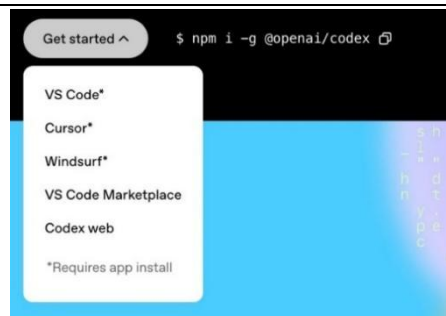 Get started
$ npm i -g @openai/codex
VS Code*
Cursor*
Windsurf*
VS Code Marketplace
Codex web
*Requires app install